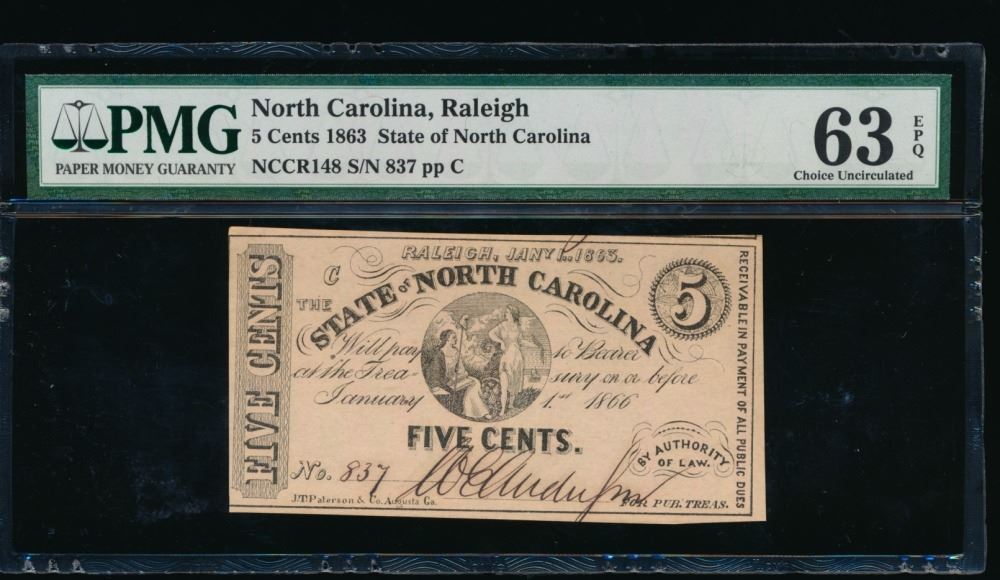 PMG
PAPER MONEY GUARANTY
North Carolina, Raleigh
5 Cents 1863 State of North Carolina
NCCR148 S/N 837 pp C
63
EPQ
Choice Uncirculated
FIVE CENTS
RALEIGH, JANY 1., 1863.
C
THE
STATE of NORTH CAROLINA
5
Will pay to Bearer
at the Treasury on or before
January 1st 1866
FIVE CENTS.
BY AUTHORITY
OF LAW.
No. 837
J.T. Paterson & Co. Augusta Ga.
FOR PUB. TREAS.
RECEIVABLE IN PAYMENT OF ALL PUBLIC DUES